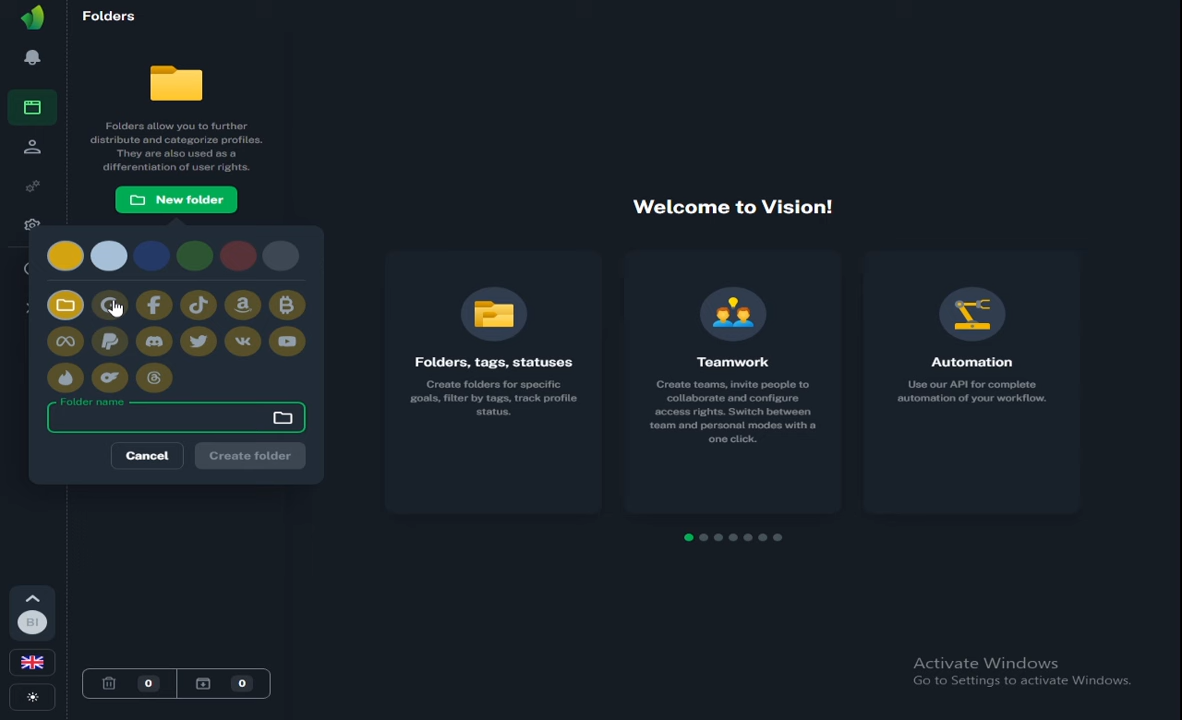 Folders
Folders allow you to further
distribute and categorize profiles.
They are also used as a
differentiation of user rights.
New folder
Folder name
Cancel
Create folder
Welcome to Vision!
Folders, tags, statuses
Create folders for specific
goals, filter by tags, track profile
status.
Teamwork
Create teams, invite people to
collaborate and configure
access rights. Switch between
team and personal modes with a
one click.
Automation
Use our API for complete
automation of your workflow.
BI
0
0
Activate Windows
Go to Settings to activate Windows.